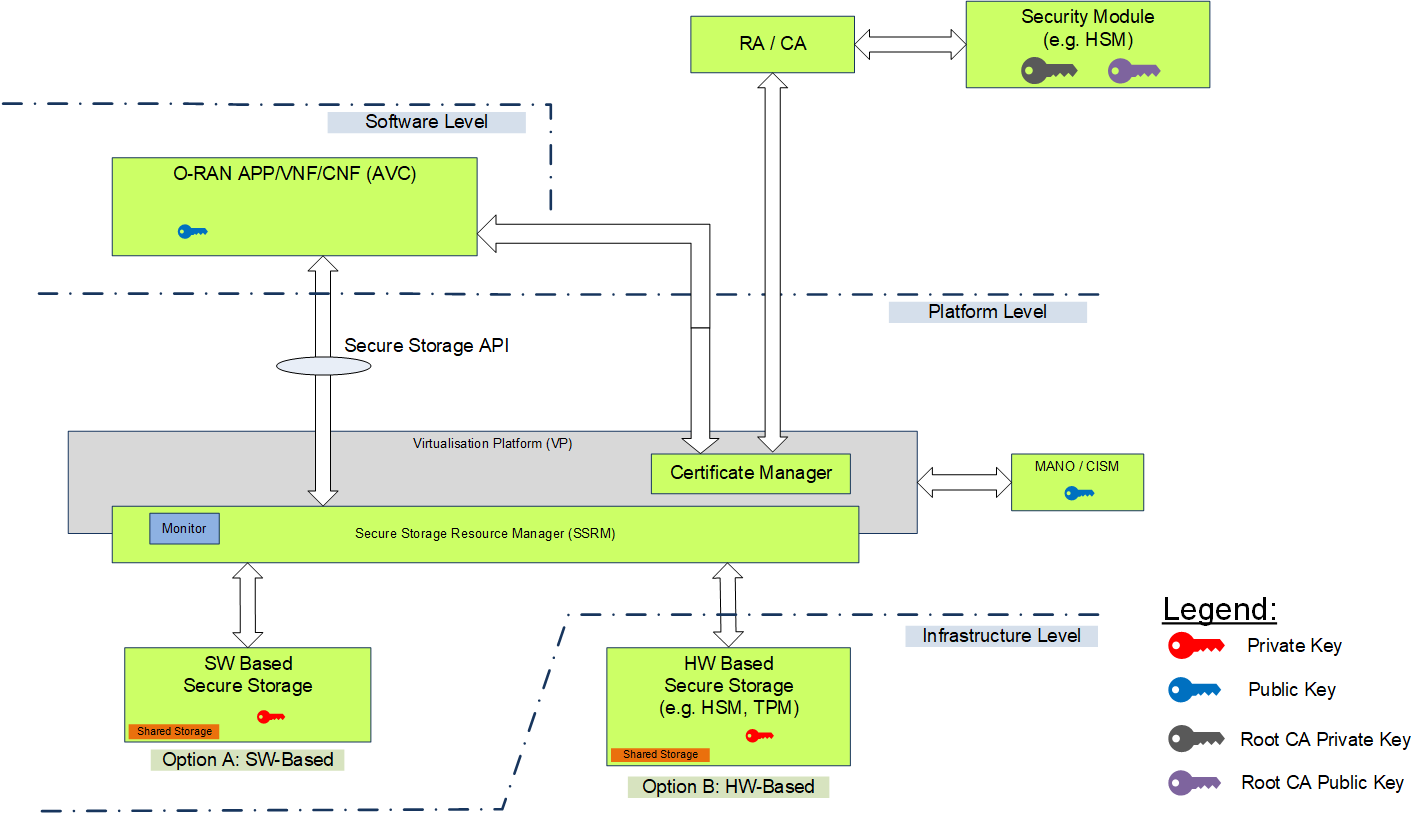 RA / CA
Security Module
(e.g. HSM)
Software Level
O-RAN APP/VNF/CNF (AVC)
Platform Level
Secure Storage API
Virtualisation Platform (VP)
Certificate Manager
MANO / CISM
Monitor
Secure Storage Resource Manager (SSRM)
Infrastructure Level
SW Based
Secure Storage
Shared Storage
Option A: SW-Based
HW Based
Secure Storage
(e.g. HSM, TPM)
Shared Storage
Option B: HW-Based
Legend:
Private Key
Public Key
Root CA Private Key
Root CA Public Key